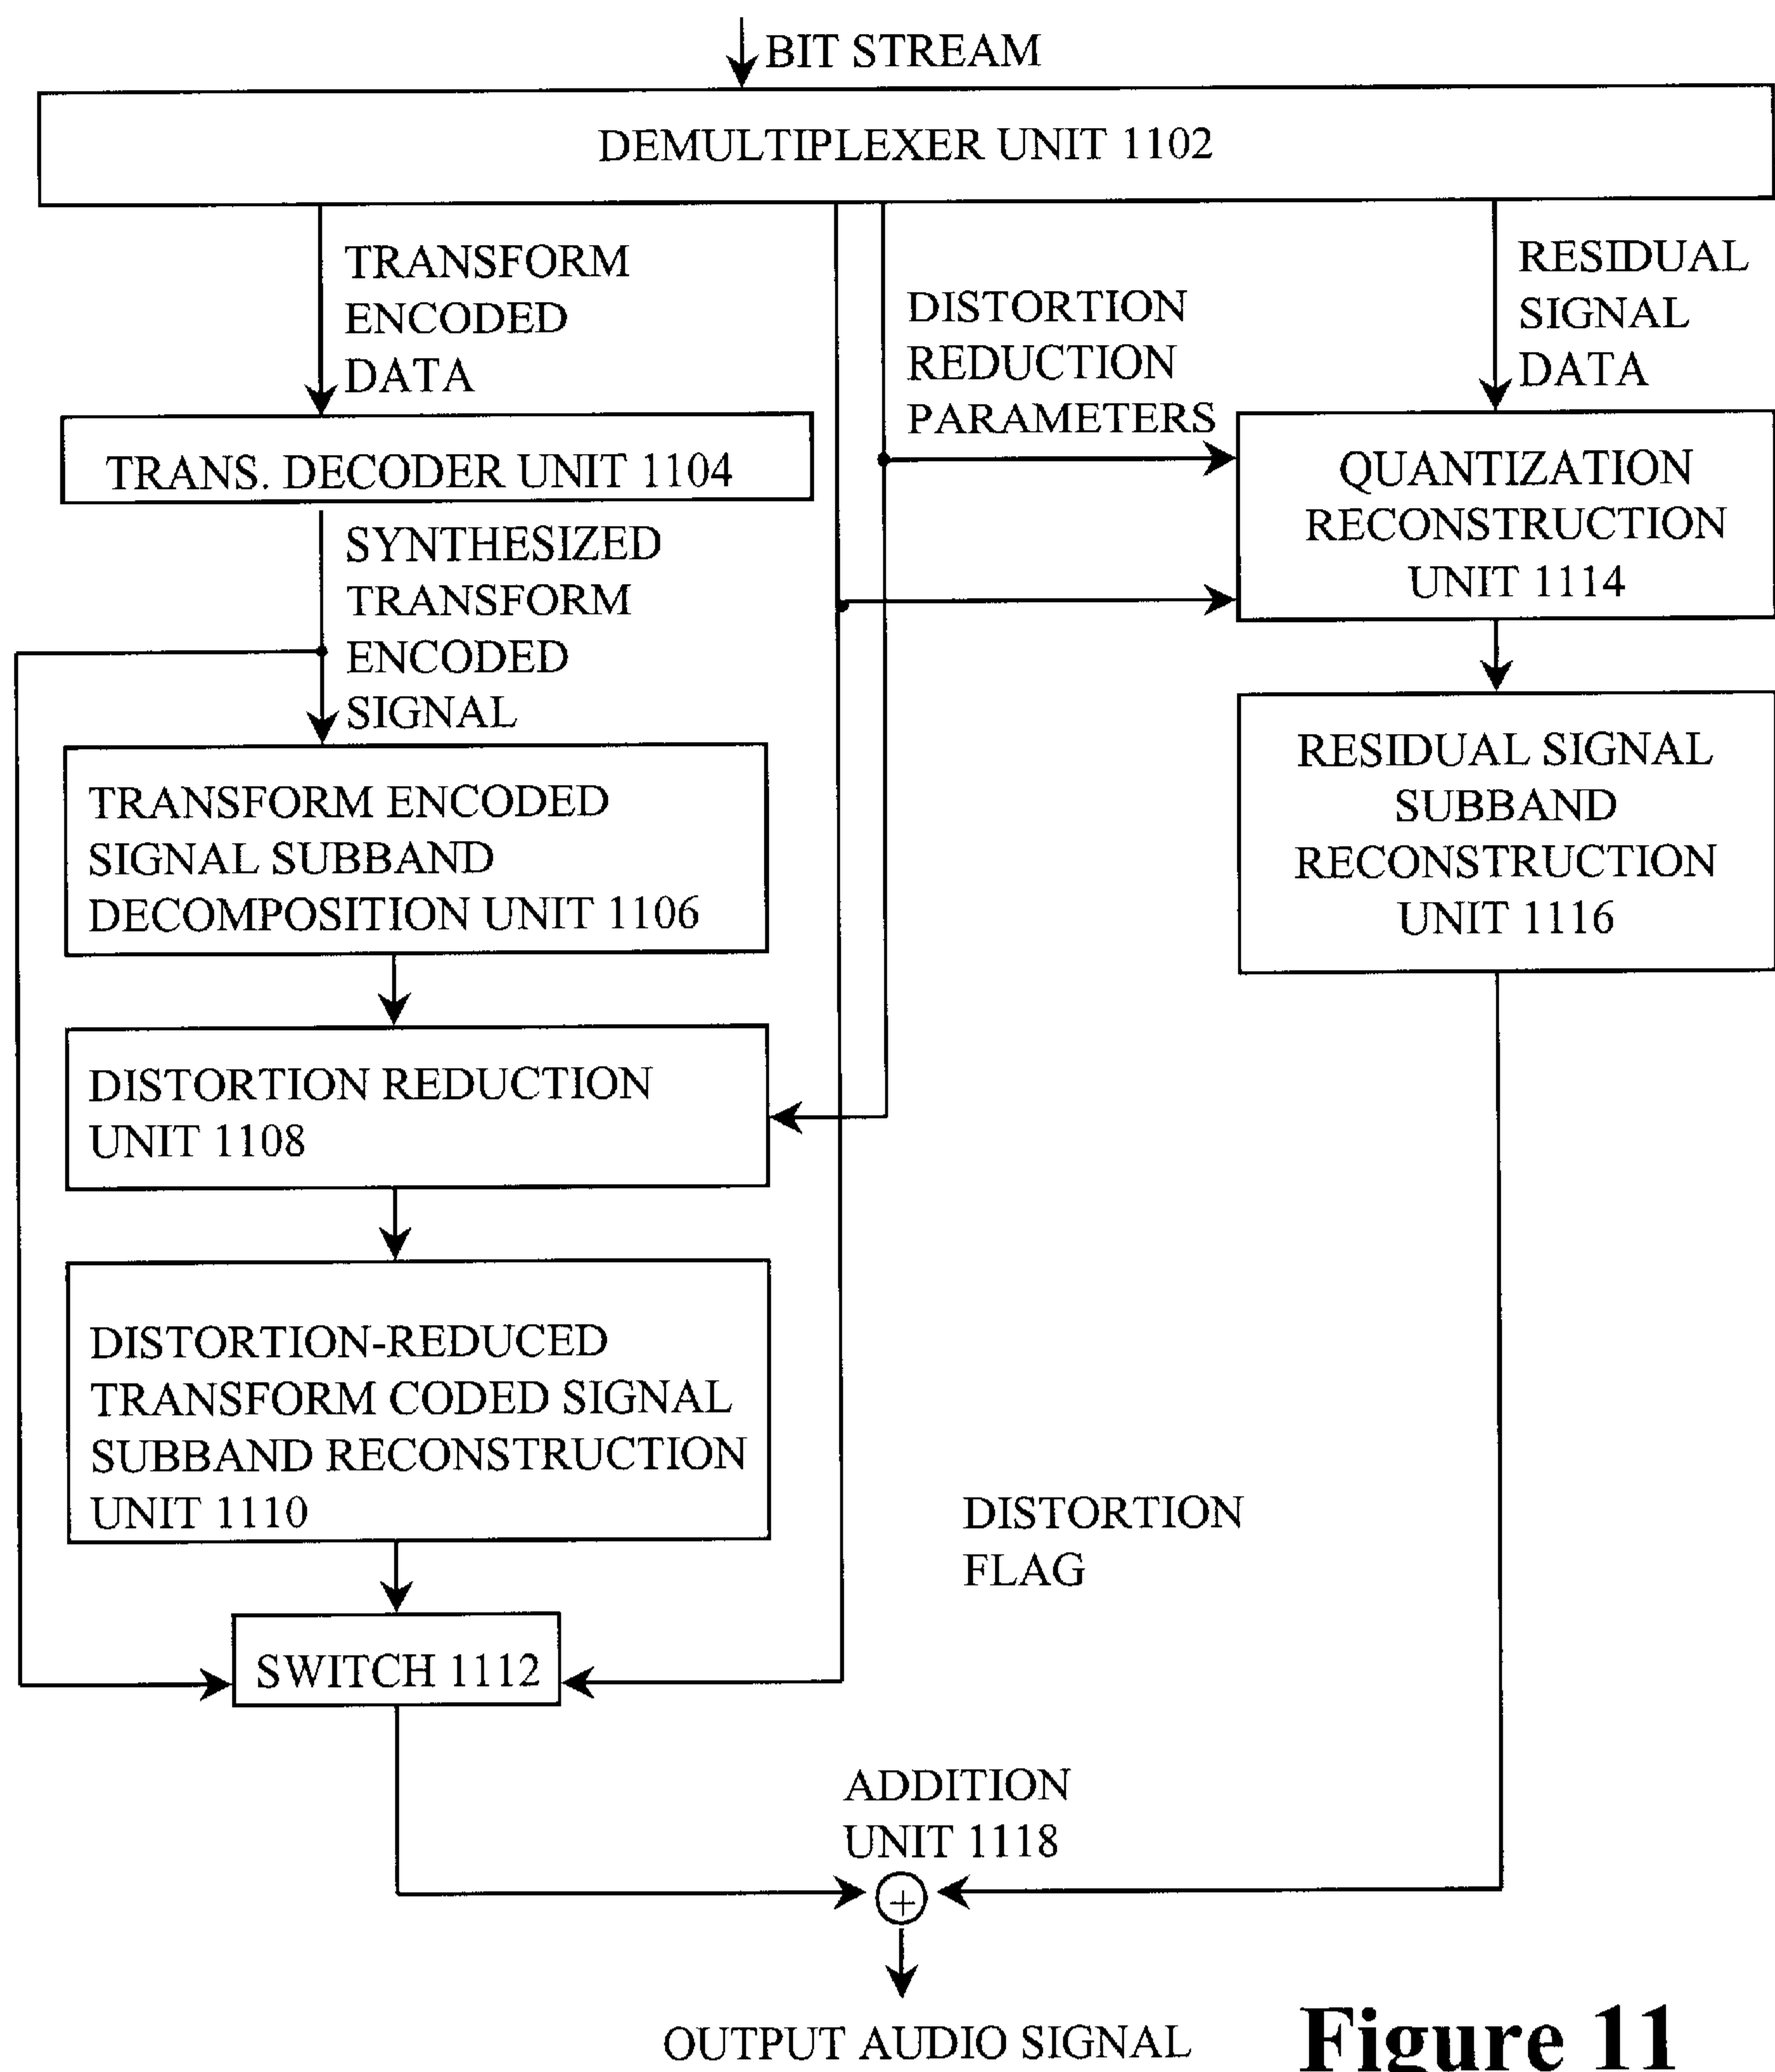 BIT STREAM
DEMULTIPLEXER UNIT 1102
TRANSFORM
ENCODED
DATA
DISTORTION
REDUCTION
PARAMETERS
RESIDUAL
SIGNAL
DATA
TRANS. DECODER UNIT 1104
QUANTIZATION
RECONSTRUCTION
UNIT 1114
SYNTHESIZED
TRANSFORM
ENCODED
SIGNAL
RESIDUAL SIGNAL
SUBBAND
RECONSTRUCTION
UNIT 1116
TRANSFORM ENCODED
SIGNAL SUBBAND
DECOMPOSITION UNIT 1106
DISTORTION REDUCTION
UNIT 1108
DISTORTION-REDUCED
TRANSFORM CODED SIGNAL
SUBBAND RECONSTRUCTION
UNIT 1110
DISTORTION
FLAG
SWITCH 1112
ADDITION
UNIT 1118
+
OUTPUT AUDIO SIGNAL
Figure 11